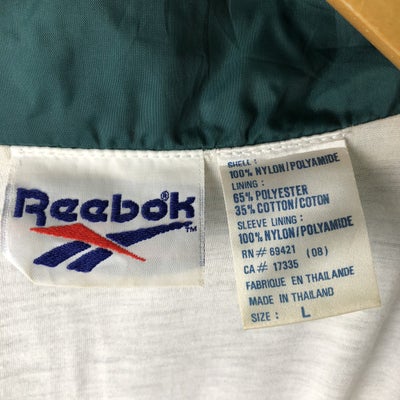 Reebok
TM
SHELL:
100% NYLON/POLYAMIDE
LINING:
65% POLYESTER
35% COTTON/COTON
SLEEVE LINING:
100% NYLON/POLYAMIDE
RN# 69421 (08)
CA# 17335
FABRIQUE EN THAILANDE
MADE IN THAILAND
SIZE: L